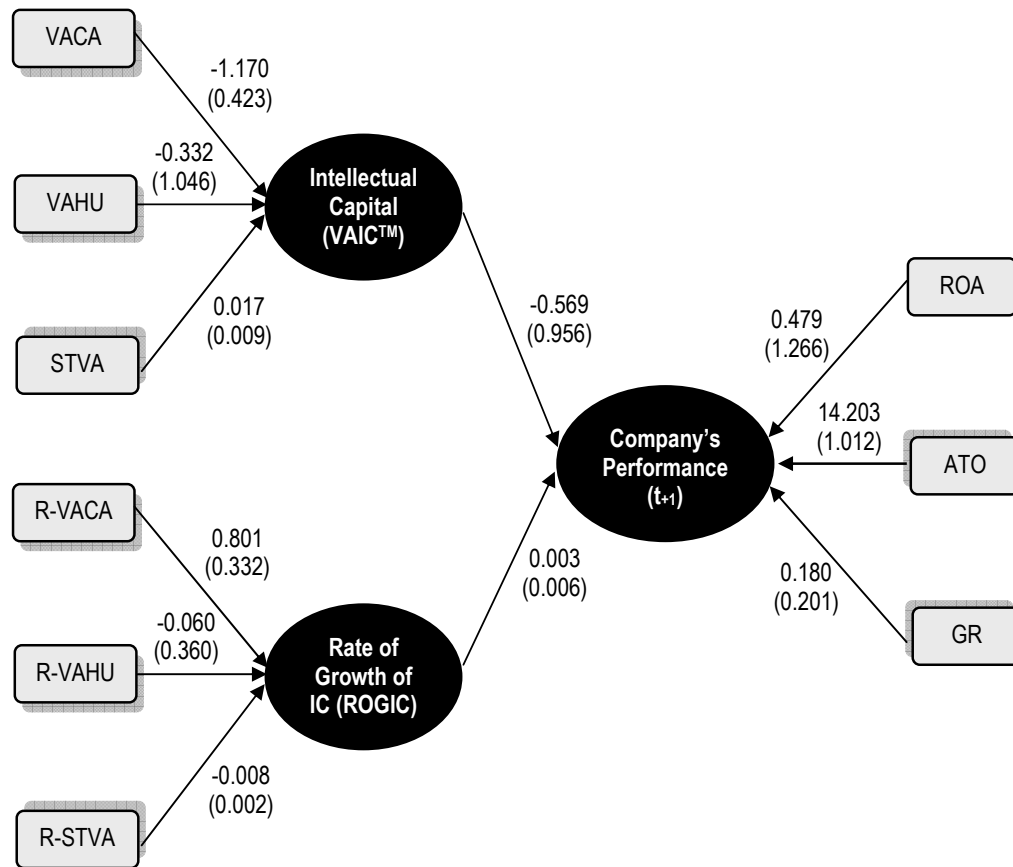 VACA
-1.170
(0.423)
VAHU
-0.332
(1.046)
STVA
0.017
(0.009)
Intellectual
Capital
(VAIC™)
-0.569
(0.956)
R-VACA
0.801
(0.332)
R-VAHU
-0.060
(0.360)
R-STVA
-0.008
(0.002)
Rate of
Growth of
IC (ROGIC)
0.003
(0.006)
Company’s
Performance
(t+1)
ROA
0.479
(1.266)
ATO
14.203
(1.012)
GR
0.180
(0.201)